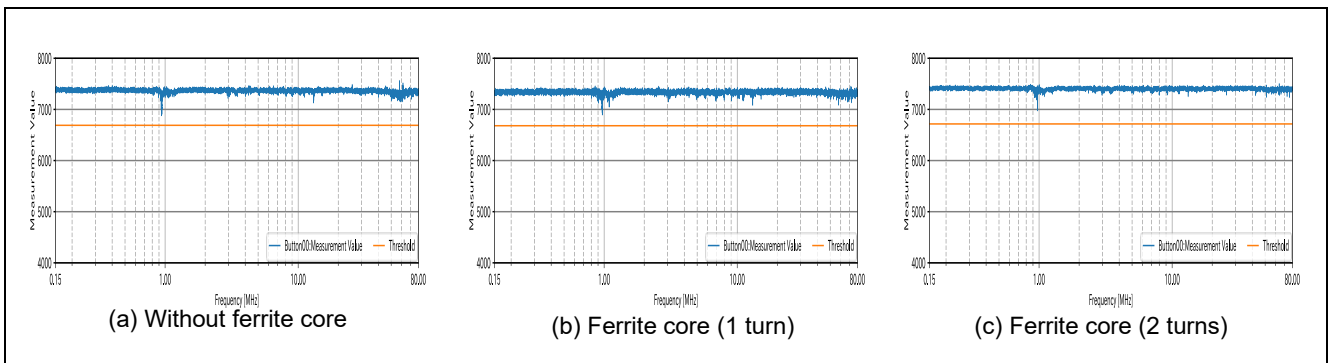 8000
7000
6000
5000
4000
Measurement Value
Button00:Measurement Value
Threshold
0.15
1.00
10.00
80.00
Frequency [MHz]
(a) Without ferrite core
8000
7000
6000
5000
4000
Measurement Value
Button00:Measurement Value
Threshold
0.15
1.00
10.00
80.00
Frequency [MHz]
(b) Ferrite core (1 turn)
8000
7000
6000
5000
4000
Measurement Value
Button00:Measurement Value
Threshold
0.15
1.00
10.00
80.00
Frequency [MHz]
(c) Ferrite core (2 turns)